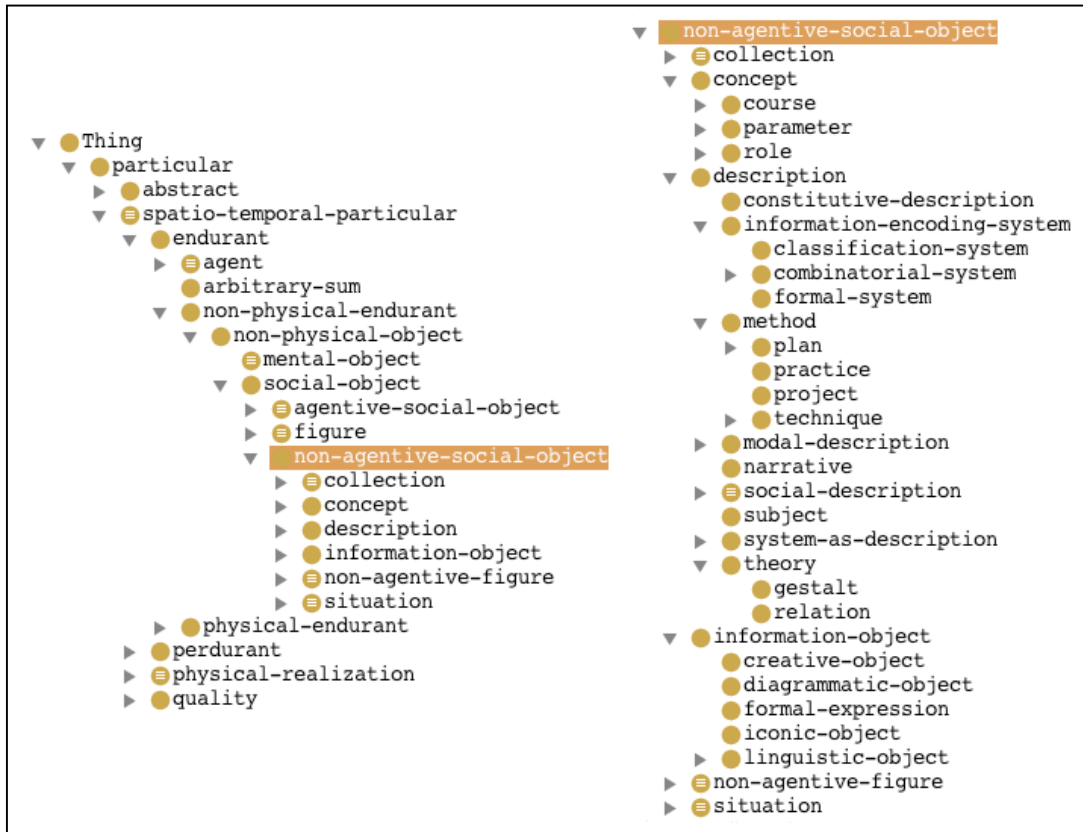 Thing
particular
abstract
spatio-temporal-particular
endurant
agent
arbitrary-sum
non-physical-endurant
non-physical-object
mental-object
social-object
agentive-social-object
figure
non-agentive-social-object
collection
concept
description
information-object
non-agentive-figure
situation
physical-endurant
perdurant
physical-realization
quality
non-agentive-social-object
collection
concept
course
parameter
role
description
constitutive-description
information-encoding-system
classification-system
combinatorial-system
formal-system
method
plan
practice
project
technique
modal-description
narrative
social-description
subject
system-as-description
theory
gestalt
relation
information-object
creative-object
diagrammatic-object
formal-expression
iconic-object
linguistic-object
non-agentive-figure
situation